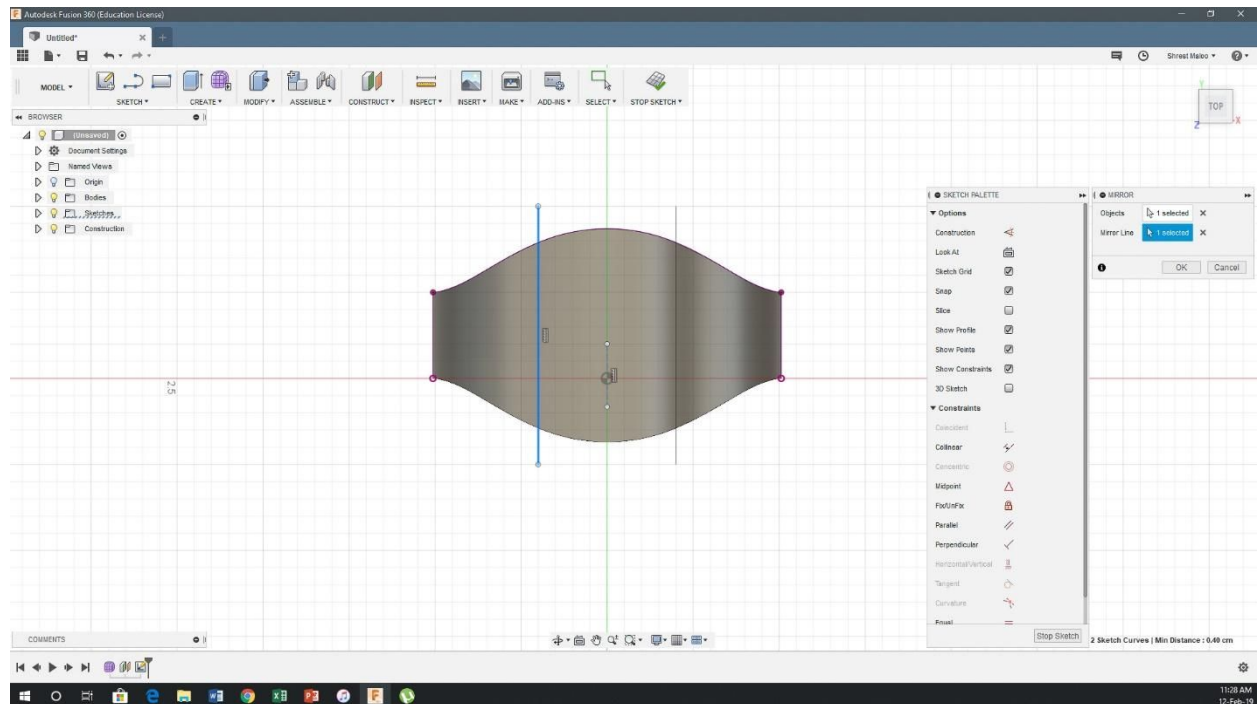 Autodesk Fusion 360 (Education License)
Untitled*
Shrest Maloo
MODEL
SKETCH
CREATE
MODIFY
ASSEMBLE
CONSTRUCT
INSPECT
INSERT
MAKE
ADD-INS
SELECT
STOP SKETCH
BROWSER
(Unsaved)
Document Settings
Named Views
Origin
Bodies
Sketches
Construction
Y
TOP
X
Z
25
SKETCH PALETTE
Options
Construction
Look At
Sketch Grid
Snap
Slice
Show Profile
Show Points
Show Constraints
3D Sketch
Constraints
Coincident
Colinear
Concentric
Midpoint
Fix/UnFix
Parallel
Perpendicular
Horizontal/Vertical
Tangent
Curvature
Equal
Stop Sketch
MIRROR
Objects 1 selected
Mirror Line 1 selected
OK Cancel
COMMENTS
2 Sketch Curves | Min Distance : 0.40 cm
11:28 AM
12-Feb-19